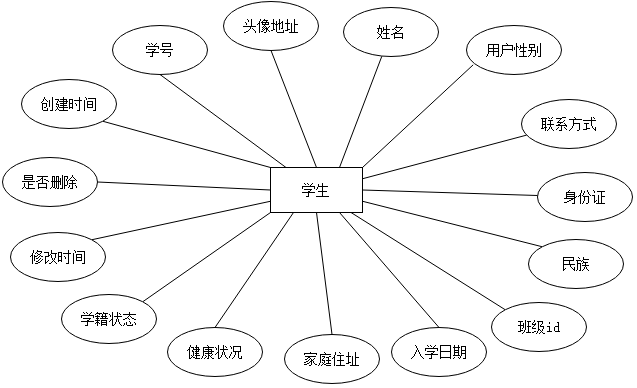 头像地址
姓名
学号
用户性别
创建时间
联系方式
是否删除
学生
身份证
修改时间
民族
学籍状态
班级id
健康状况
家庭住址
入学日期